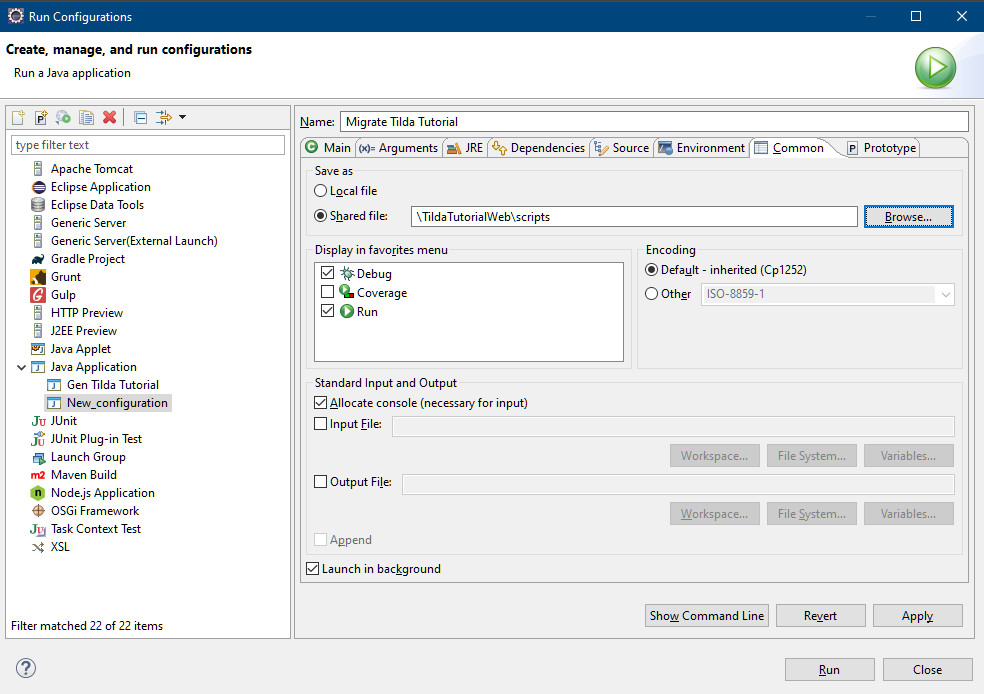 Run Configurations
Create, manage, and run configurations
Run a Java application
type filter text
Apache Tomcat
Eclipse Application
Eclipse Data Tools
Generic Server
Generic Server(External Launch)
Gradle Project
Grunt
Gulp
HTTP Preview
J2EE Preview
Java Applet
Java Application
Gen Tilda Tutorial
New_configuration
JUnit
JUnit Plug-in Test
Launch Group
Maven Build
Node.js Application
OSGi Framework
Task Context Test
XSL
Filter matched 22 of 22 items
Name: Migrate Tilda Tutorial
Main (x)= Arguments JRE Dependencies Source Environment Common P Prototype
Save as
Local file
Shared file: \TildaTutorialWeb\scripts Browse...
Display in favorites menu
Debug
Coverage
Run
Encoding
Default - inherited (Cp1252)
Other ISO-8859-1
Standard Input and Output
Allocate console (necessary for input)
Input File:
Workspace... File System... Variables...
Output File:
Workspace... File System... Variables...
Append
Launch in background
Show Command Line Revert Apply
Run Close